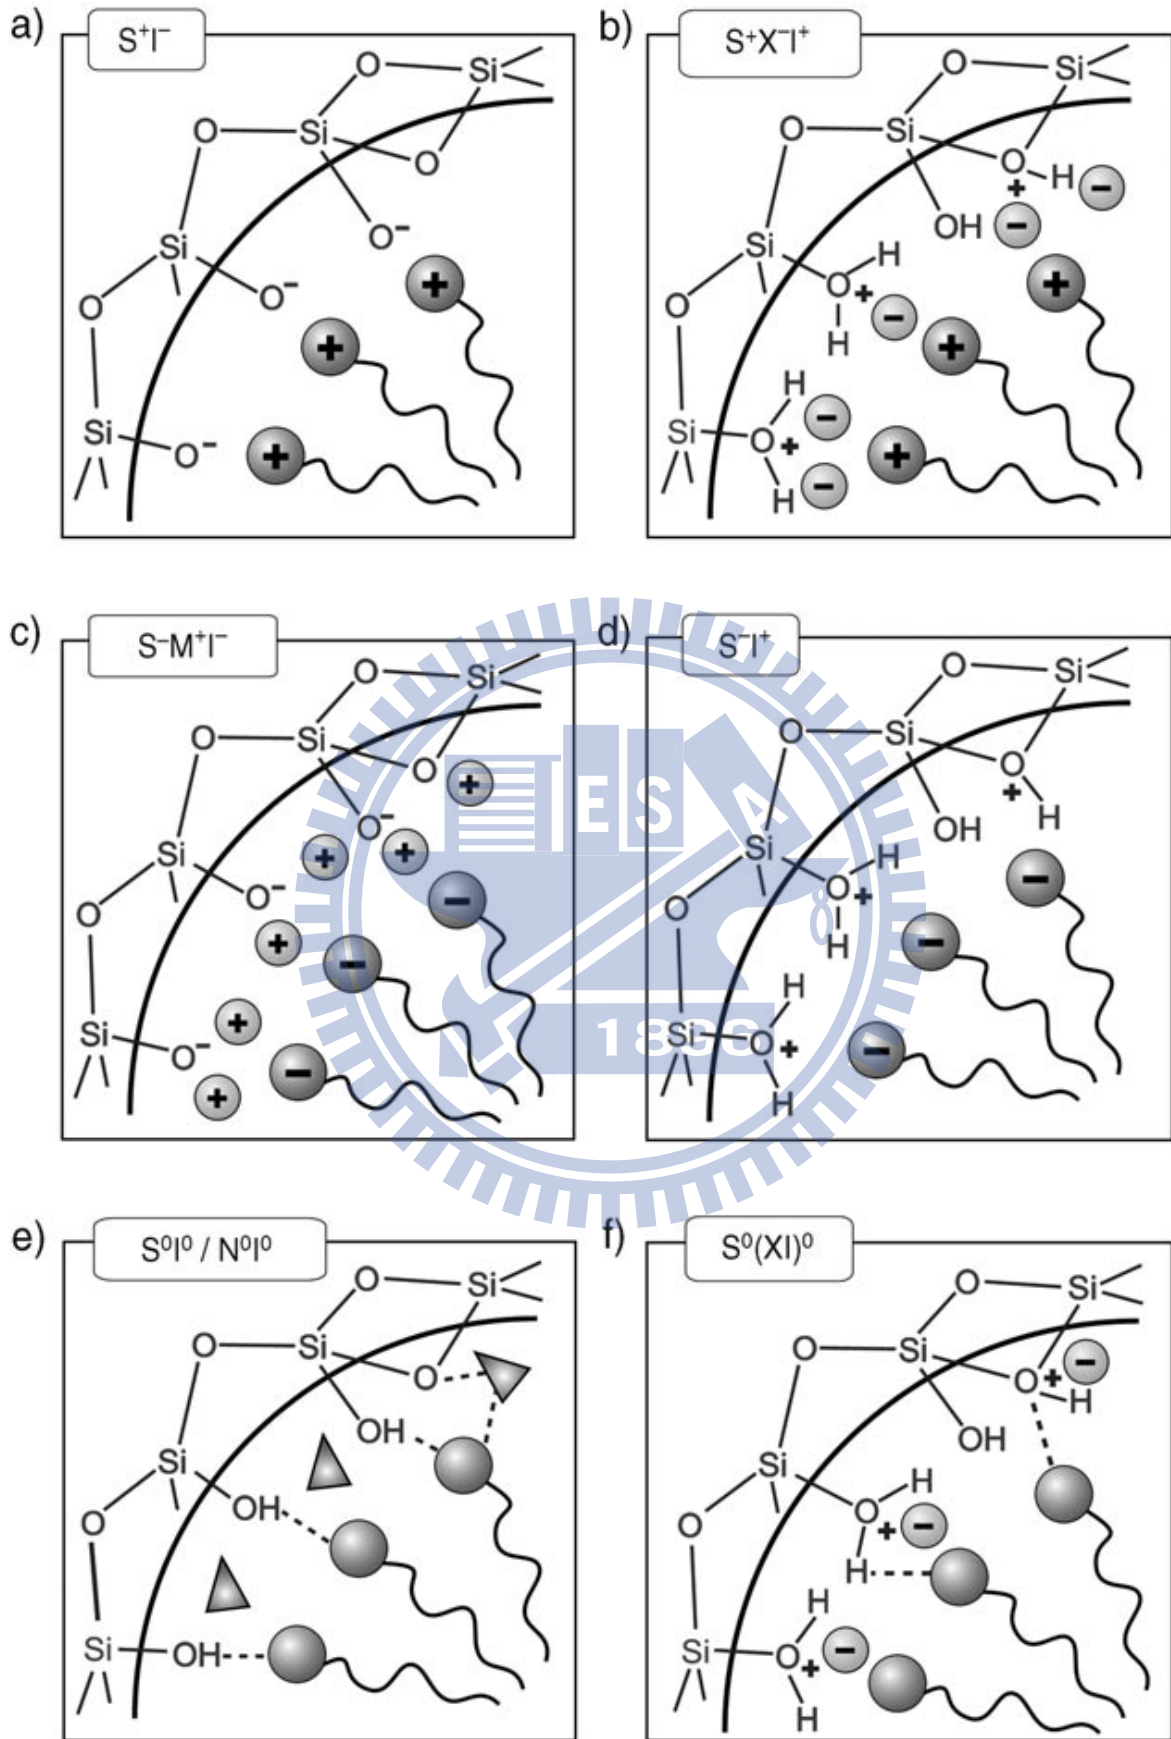 a) S⁺I⁻
O Si
O Si
O
O⁻
Si
O⁻
+
O
+
Si
O⁻
+
b) S⁺X⁻I⁺
O Si
O Si
O H
+ −
−
OH
Si
H
O +
H
−
+
O
+
H
−
Si
O +
H
−
+
c) S⁻M⁺I⁻
O Si
O Si
O
+
O⁻
+ +
Si
O⁻
−
O
+
−
+
Si
O⁻
−
+
d) S⁻I⁺
O Si
O Si
O
+
H
OH
Si
H
O +
H
−
O
−
H
Si
O +
H
−
ES A
1896
e) S⁰I⁰ / N⁰I⁰
O Si
O Si
O
OH
Si
OH
O
Si
OH
f) S⁰(XI)⁰
O Si
O Si
O + H
−
OH
Si
H
O +
H
−
O
H
Si
O +
H
−